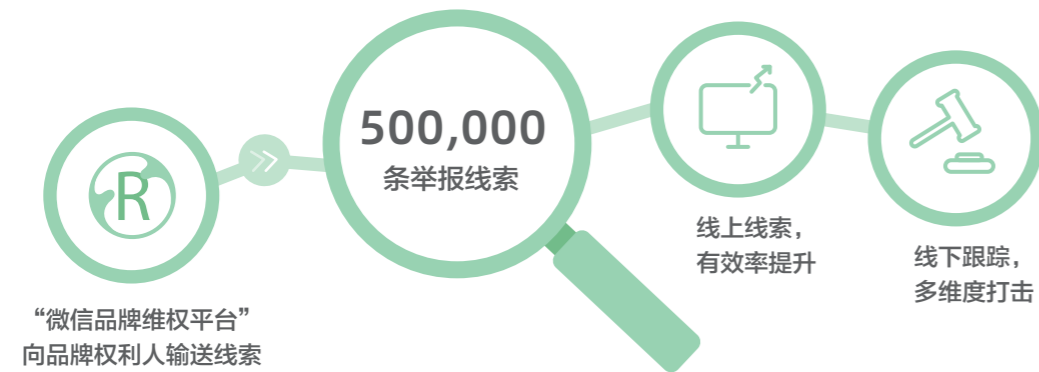 R
“微信品牌维权平台”
向品牌权利人输送线索
500,000
条举报线索
线上线索，
有效率提升
线下跟踪，
多维度打击